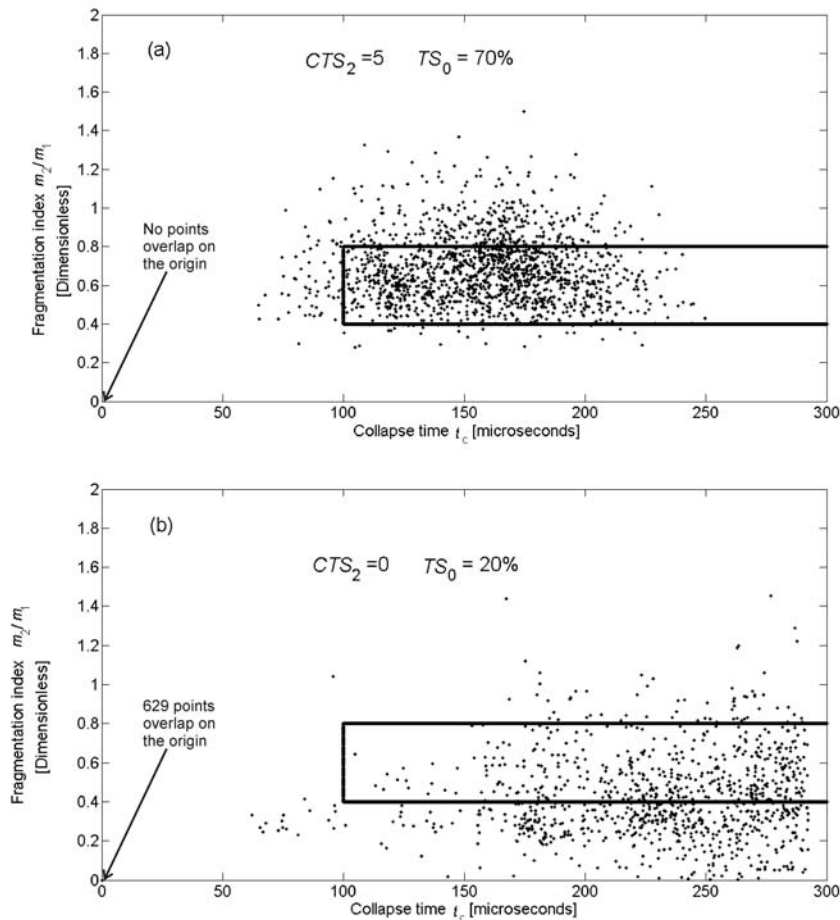 2
(a)
CTS2 =5 TS0 = 70%
1.8
1.6
1.4
1.2
1
0.8
0.6
0.4
0.2
0
Fragmentation index m2/m1
[Dimensionless]
No points
overlap on
the origin
0 50 100 150 200 250 300
Collapse time tc [microseconds]
2
(b)
CTS2 =0 TS0 = 20%
1.8
1.6
1.4
1.2
1
0.8
0.6
0.4
0.2
0
Fragmentation index m2/m1
[Dimensionless]
629 points
overlap on
the origin
0 50 100 150 200 250 300
Collapse time tc [microseconds]